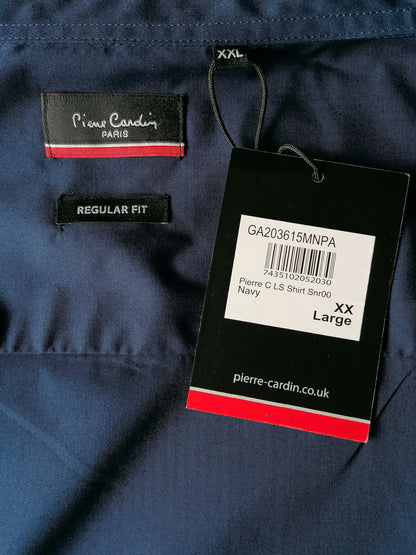 XXL
Pierre Cardin
PARIS
REGULAR FIT
GA203615MNPA
7435102052030
Pierre C LS Shirt Snr00
Navy
XX
Large
pierre-cardin.co.uk